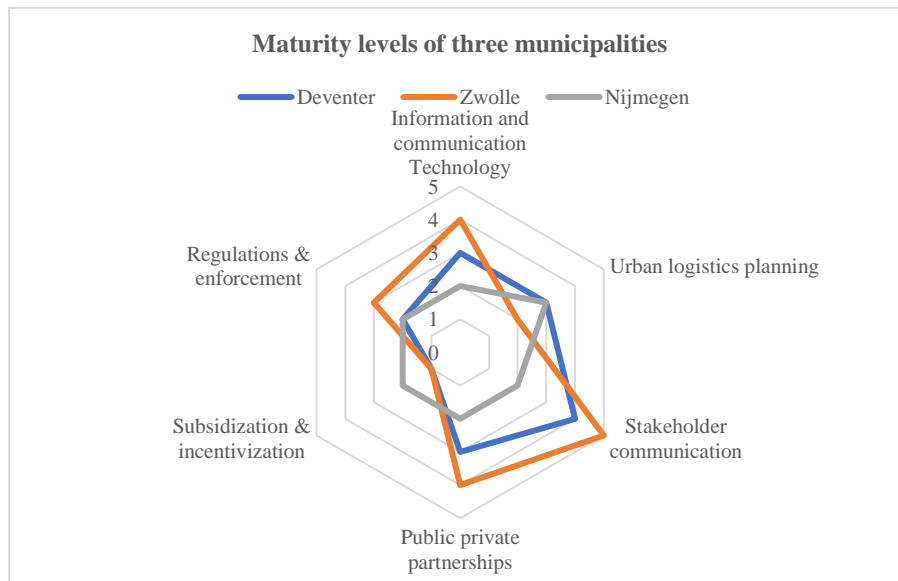 Maturity levels of three municipalities
Deventer Zwolle Nijmegen
Information and
communication
Technology
5
4
3
2
1
0
Regulations &
enforcement
Urban logistics planning
Subsidization &
incentivization
Stakeholder
communication
Public private
partnerships